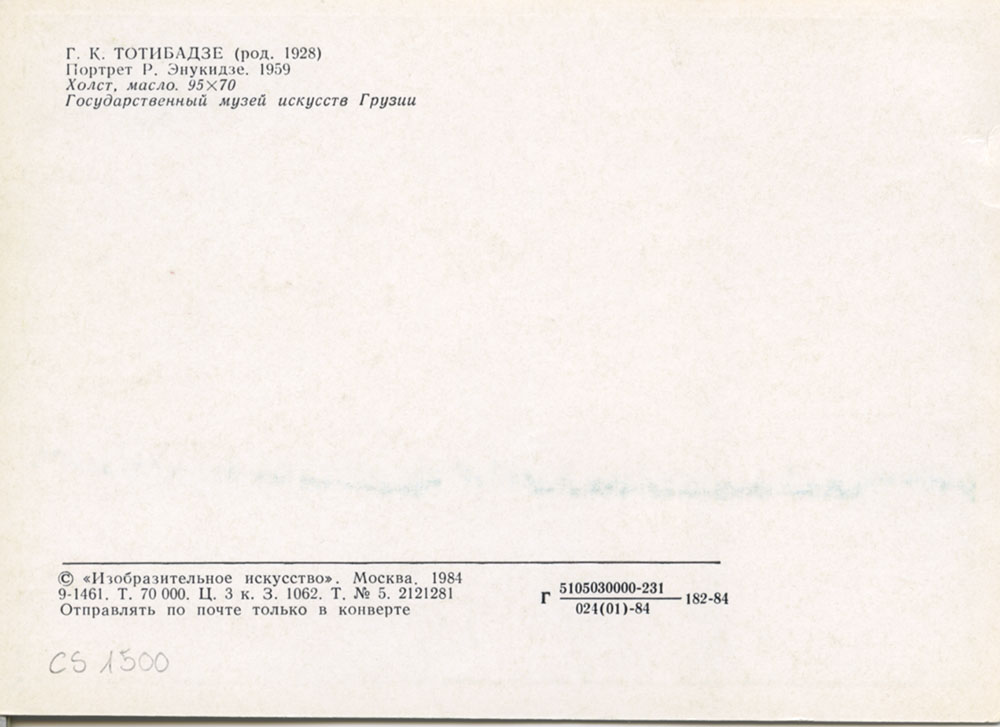 Г. К. ТОТИБАДЗЕ (род. 1928)
Портрет Р. Энукидзе. 1959
Холст, масло. 95×70
Государственный музей искусств Грузии
© «Изобразительное искусство». Москва. 1984
9-1461. Т. 70 000. Ц. 3 к. З. 1062. Т. № 5. 2121281
Отправлять по почте только в конверте
Г 5105030000-231
024(01)-84
182-84
CS 1500